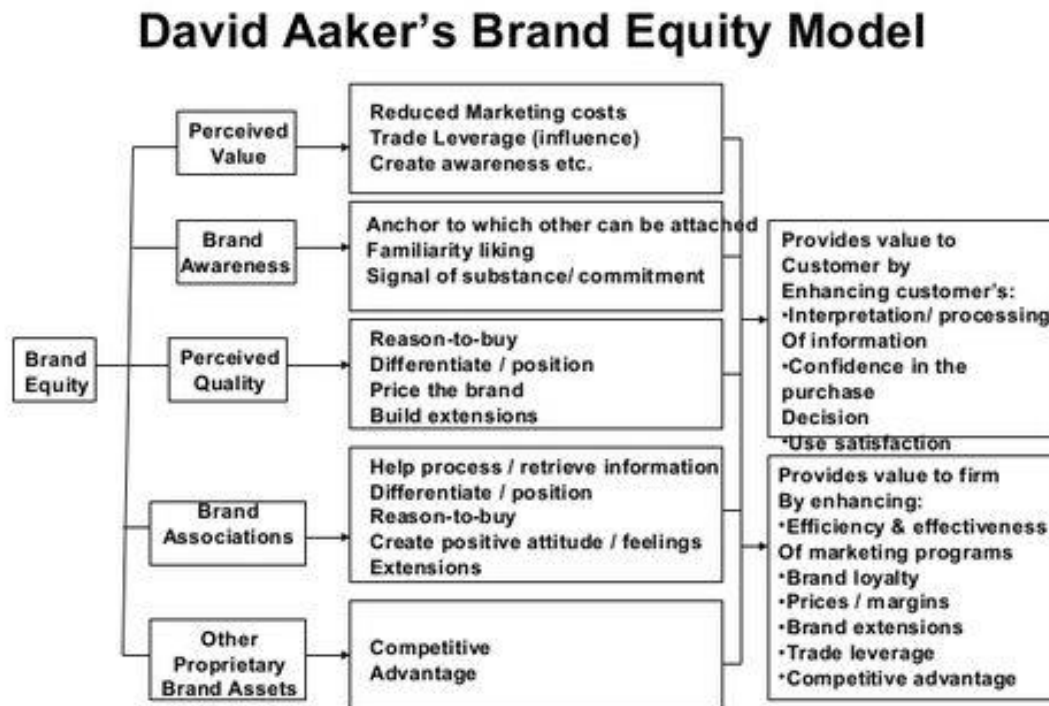 David Aaker's Brand Equity Model
Brand
Equity
Perceived
Value
Reduced Marketing costs
Trade Leverage (influence)
Create awareness etc.
Brand
Awareness
Anchor to which other can be attached
Familiarity liking
Signal of substance/ commitment
Perceived
Quality
Reason-to-buy
Differentiate / position
Price the brand
Build extensions
Brand
Associations
Help process / retrieve information
Differentiate / position
Reason-to-buy
Create positive attitude / feelings
Extensions
Other
Proprietary
Brand Assets
Competitive
Advantage
Provides value to
Customer by
Enhancing customer's:
•Interpretation/ processing
Of information
•Confidence in the
purchase
Decision
•Use satisfaction
Provides value to firm
By enhancing:
•Efficiency & effectiveness
Of marketing programs
•Brand loyalty
•Prices / margins
•Brand extensions
•Trade leverage
•Competitive advantage